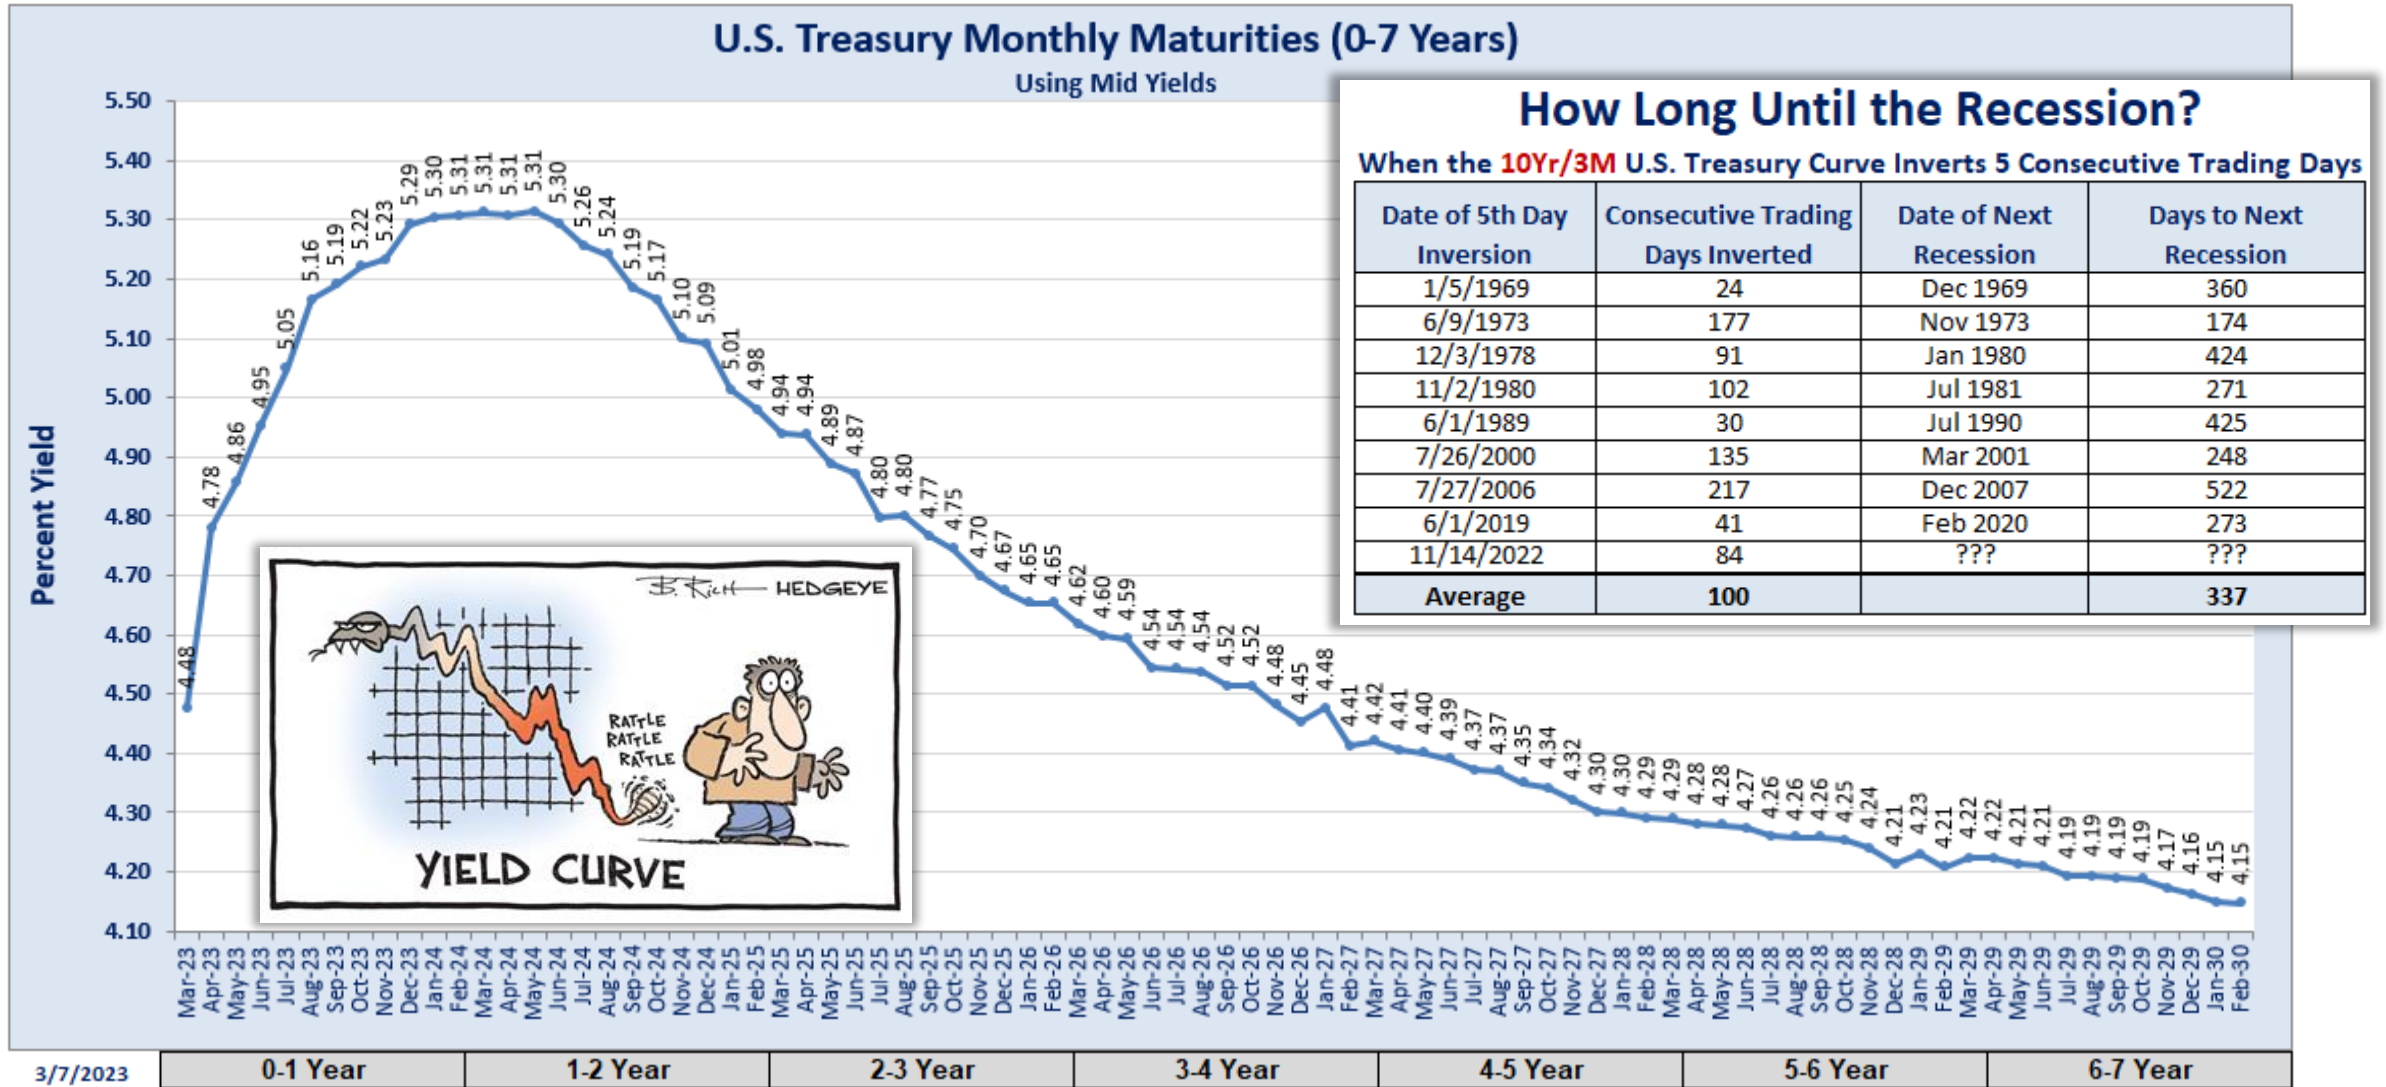 U.S. Treasury Monthly Maturities (0-7 Years)
Using Mid Yields
Percent Yield
5.50
5.40
5.30
5.20
5.10
5.00
4.90
4.80
4.70
4.60
4.50
4.40
4.30
4.20
4.10
4.48
4.78
4.86
4.95
5.05
5.16
5.19
5.22
5.23
5.29
5.30
5.31
5.31
5.31
5.31
5.30
5.26
5.24
5.19
5.17
5.10
5.09
5.01
4.98
4.94
4.94
4.89
4.87
4.80
4.80
4.77
4.75
4.70
4.67
4.65
4.65
4.62
4.60
4.59
4.54
4.54
4.54
4.52
4.52
4.48
4.45
4.48
4.41
4.42
4.41
4.40
4.39
4.37
4.37
4.35
4.34
4.32
4.30
4.30
4.29
4.29
4.28
4.28
4.27
4.26
4.26
4.26
4.25
4.24
4.21
4.23
4.21
4.22
4.22
4.21
4.21
4.19
4.19
4.19
4.19
4.17
4.16
4.15
4.15
Mar-23
Apr-23
May-23
Jun-23
Jul-23
Aug-23
Sep-23
Oct-23
Nov-23
Dec-23
Jan-24
Feb-24
Mar-24
Apr-24
May-24
Jun-24
Jul-24
Aug-24
Sep-24
Oct-24
Nov-24
Dec-24
Jan-25
Feb-25
Mar-25
Apr-25
May-25
Jun-25
Jul-25
Aug-25
Sep-25
Oct-25
Nov-25
Dec-25
Jan-26
Feb-26
Mar-26
Apr-26
May-26
Jun-26
Jul-26
Aug-26
Sep-26
Oct-26
Nov-26
Dec-26
Jan-27
Feb-27
Mar-27
Apr-27
May-27
Jun-27
Jul-27
Aug-27
Sep-27
Oct-27
Nov-27
Dec-27
Jan-28
Feb-28
Mar-28
Apr-28
May-28
Jun-28
Jul-28
Aug-28
Sep-28
Oct-28
Nov-28
Dec-28
Jan-29
Feb-29
Mar-29
Apr-29
May-29
Jun-29
Jul-29
Aug-29
Sep-29
Oct-29
Nov-29
Dec-29
Jan-30
Feb-30
3/7/2023 0-1 Year 1-2 Year 2-3 Year 3-4 Year 4-5 Year 5-6 Year 6-7 Year
How Long Until the Recession?
When the 10Yr/3M U.S. Treasury Curve Inverts 5 Consecutive Trading Days
Date of 5th Day Consecutive Trading Date of Next Days to Next
Inversion Days Inverted Recession Recession
1/5/1969 24 Dec 1969 360
6/9/1973 177 Nov 1973 174
12/3/1978 91 Jan 1980 424
11/2/1980 102 Jul 1981 271
6/1/1989 30 Jul 1990 425
7/26/2000 135 Mar 2001 248
7/27/2006 217 Dec 2007 522
6/1/2019 41 Feb 2020 273
11/14/2022 84 ??? ???
Average 100 337
B. Rich HEDGEYE
RATTLE
RATTLE
RATTLE
YIELD CURVE